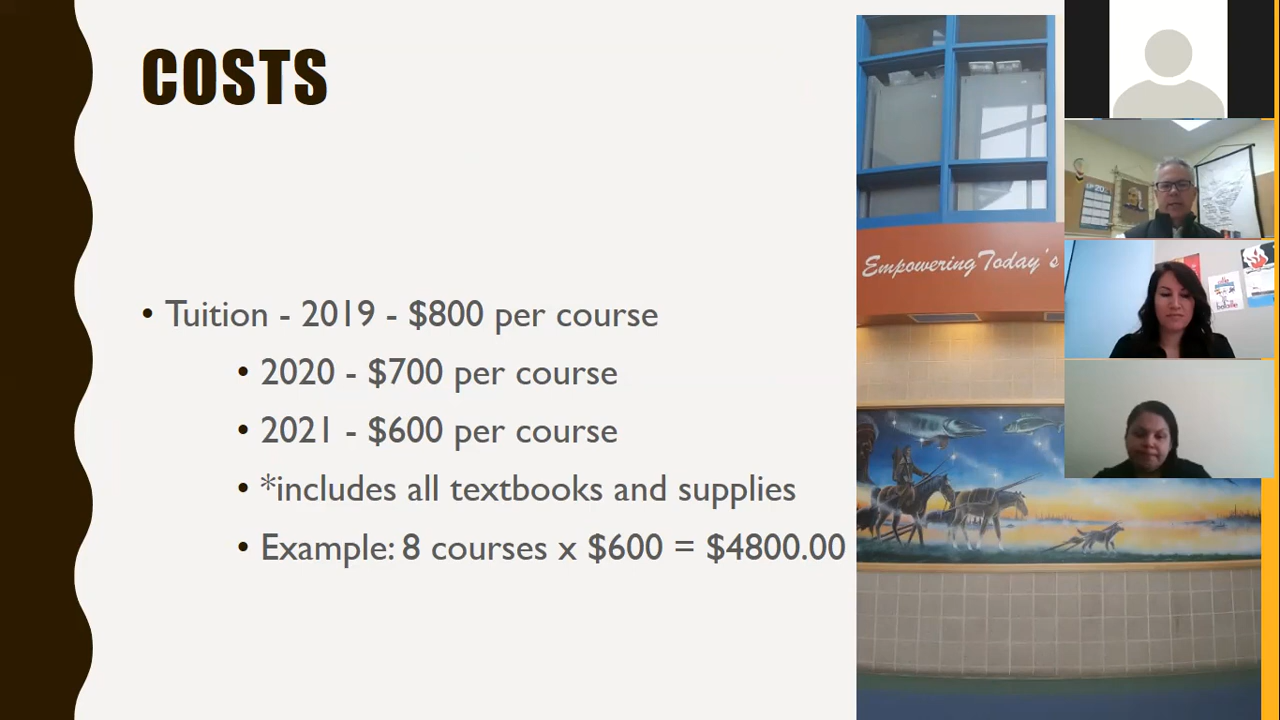 COSTS
• Tuition - 2019 - $800 per course
• 2020 - $700 per course
• 2021 - $600 per course
• *includes all textbooks and supplies
• Example: 8 courses x $600 = $4800.00
Empowering Today's